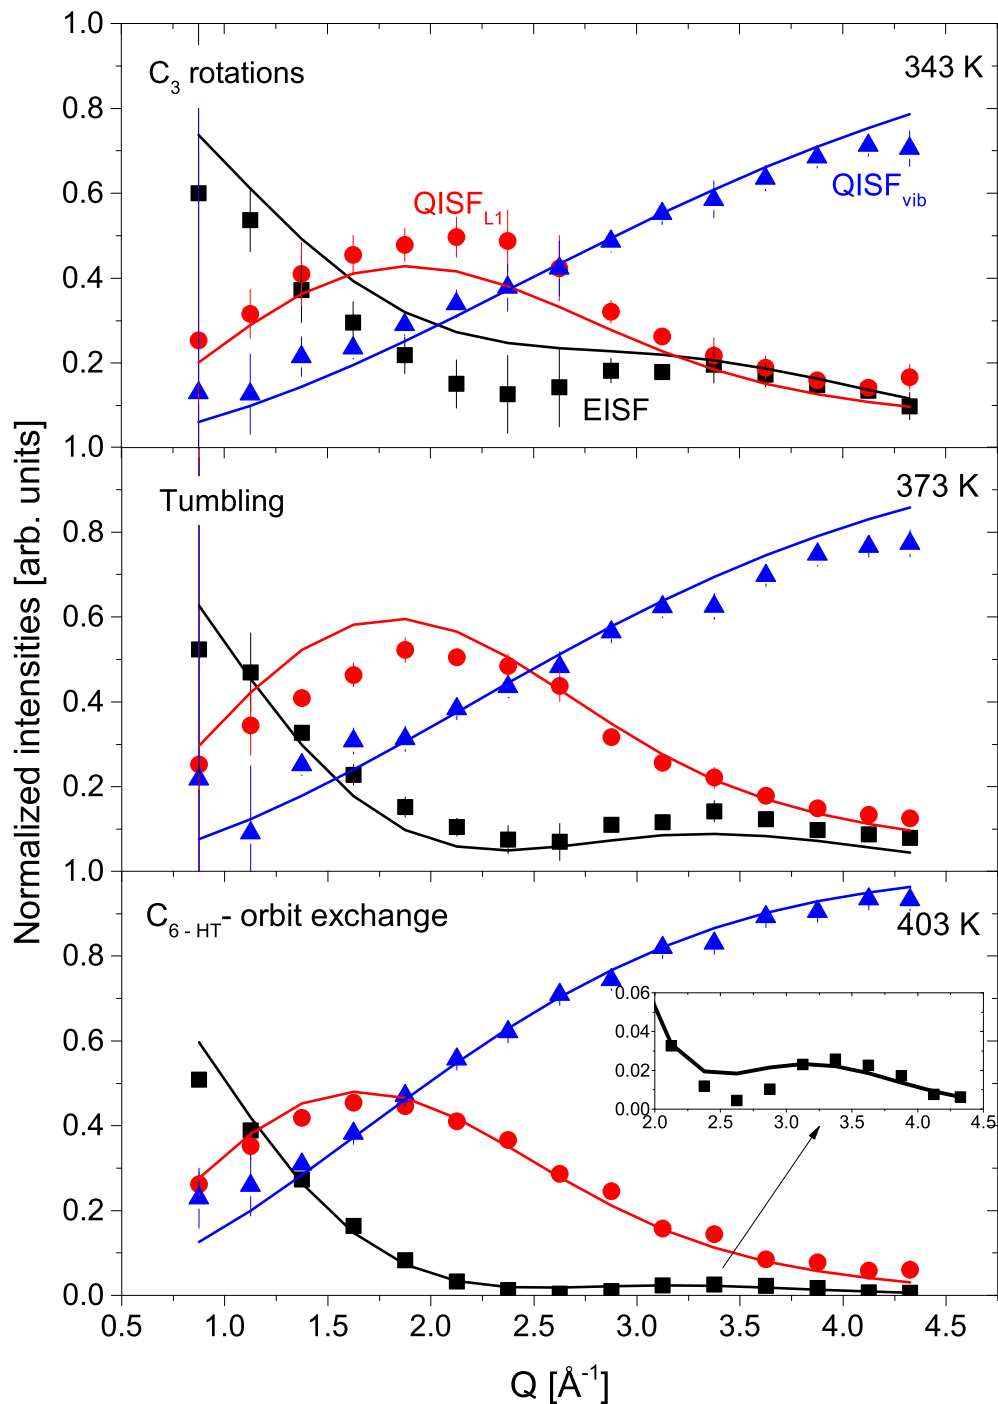 1.0
C3 rotations
343 K
0.8
QISFvib
QISFL1
0.6
0.4
EISF
0.2
1.0
Tumbling
373 K
0.8
0.6
0.4
0.2
1.0
C6 - HT- orbit exchange
403 K
0.8
0.06
0.04
0.02
0.00
2.0 2.5 3.0 3.5 4.0 4.5
0.6
0.4
0.2
0.0
0.5 1.0 1.5 2.0 2.5 3.0 3.5 4.0 4.5
Normalized intensities [arb. units]
Q [Å-1]